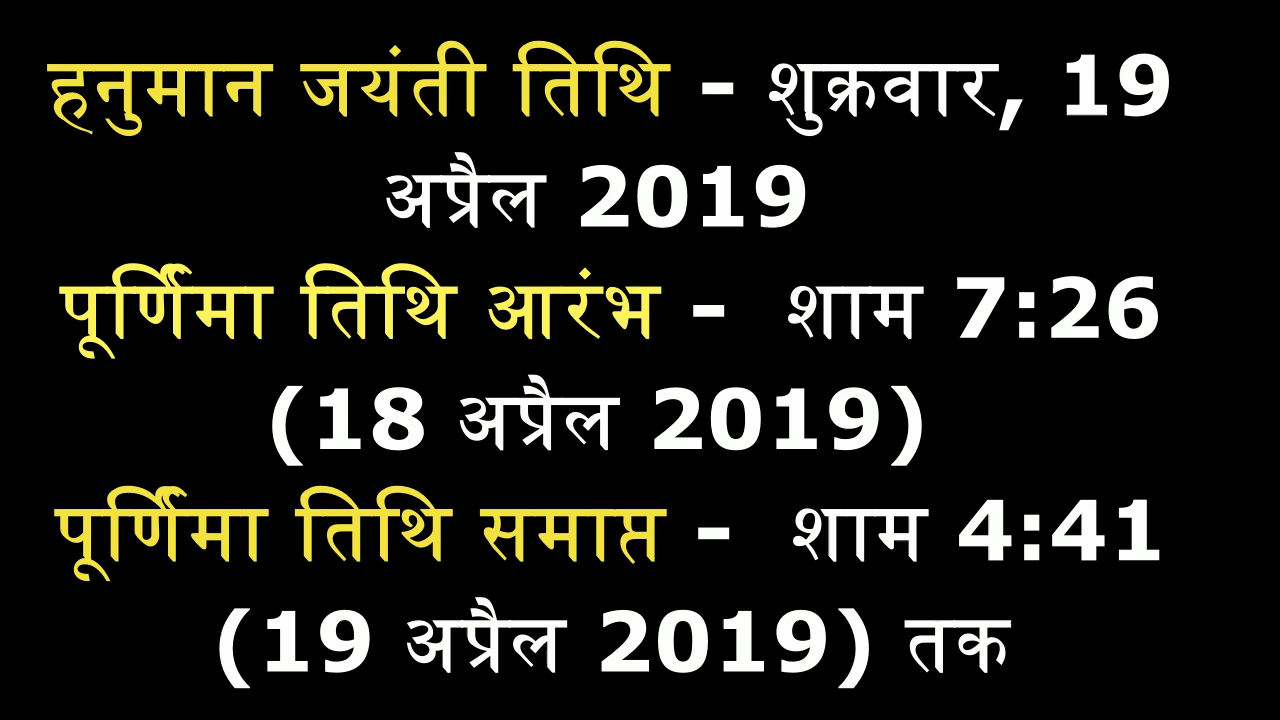 हनुमान जयंती तिथि - शुक्रवार, 19
अप्रैल 2019
पूर्णिमा तिथि आरंभ - शाम 7:26
(18 अप्रैल 2019)
पूर्णिमा तिथि समाप्त - शाम 4:41
(19 अप्रैल 2019) तक